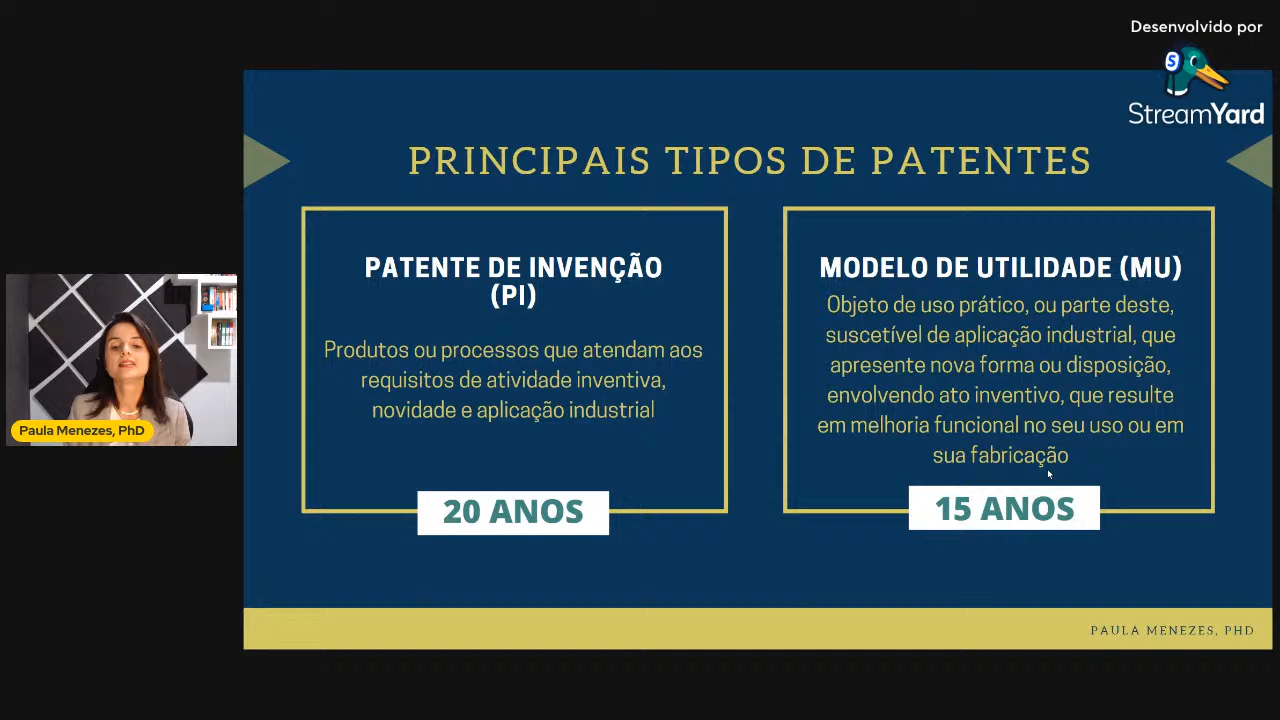 Desenvolvido por
S
StreamYard
PRINCIPAIS TIPOS DE PATENTES
PATENTE DE INVENÇÃO
(PI)
Produtos ou processos que atendam aos
requisitos de atividade inventiva,
novidade e aplicação industrial
20 ANOS
MODELO DE UTILIDADE (MU)
Objeto de uso prático, ou parte deste,
suscetível de aplicação industrial, que
apresente nova forma ou disposição,
envolvendo ato inventivo, que resulte
em melhoria funcional no seu uso ou em
sua fabricação
15 ANOS
Paula Menezes, PhD
PAULA MENEZES, PHD